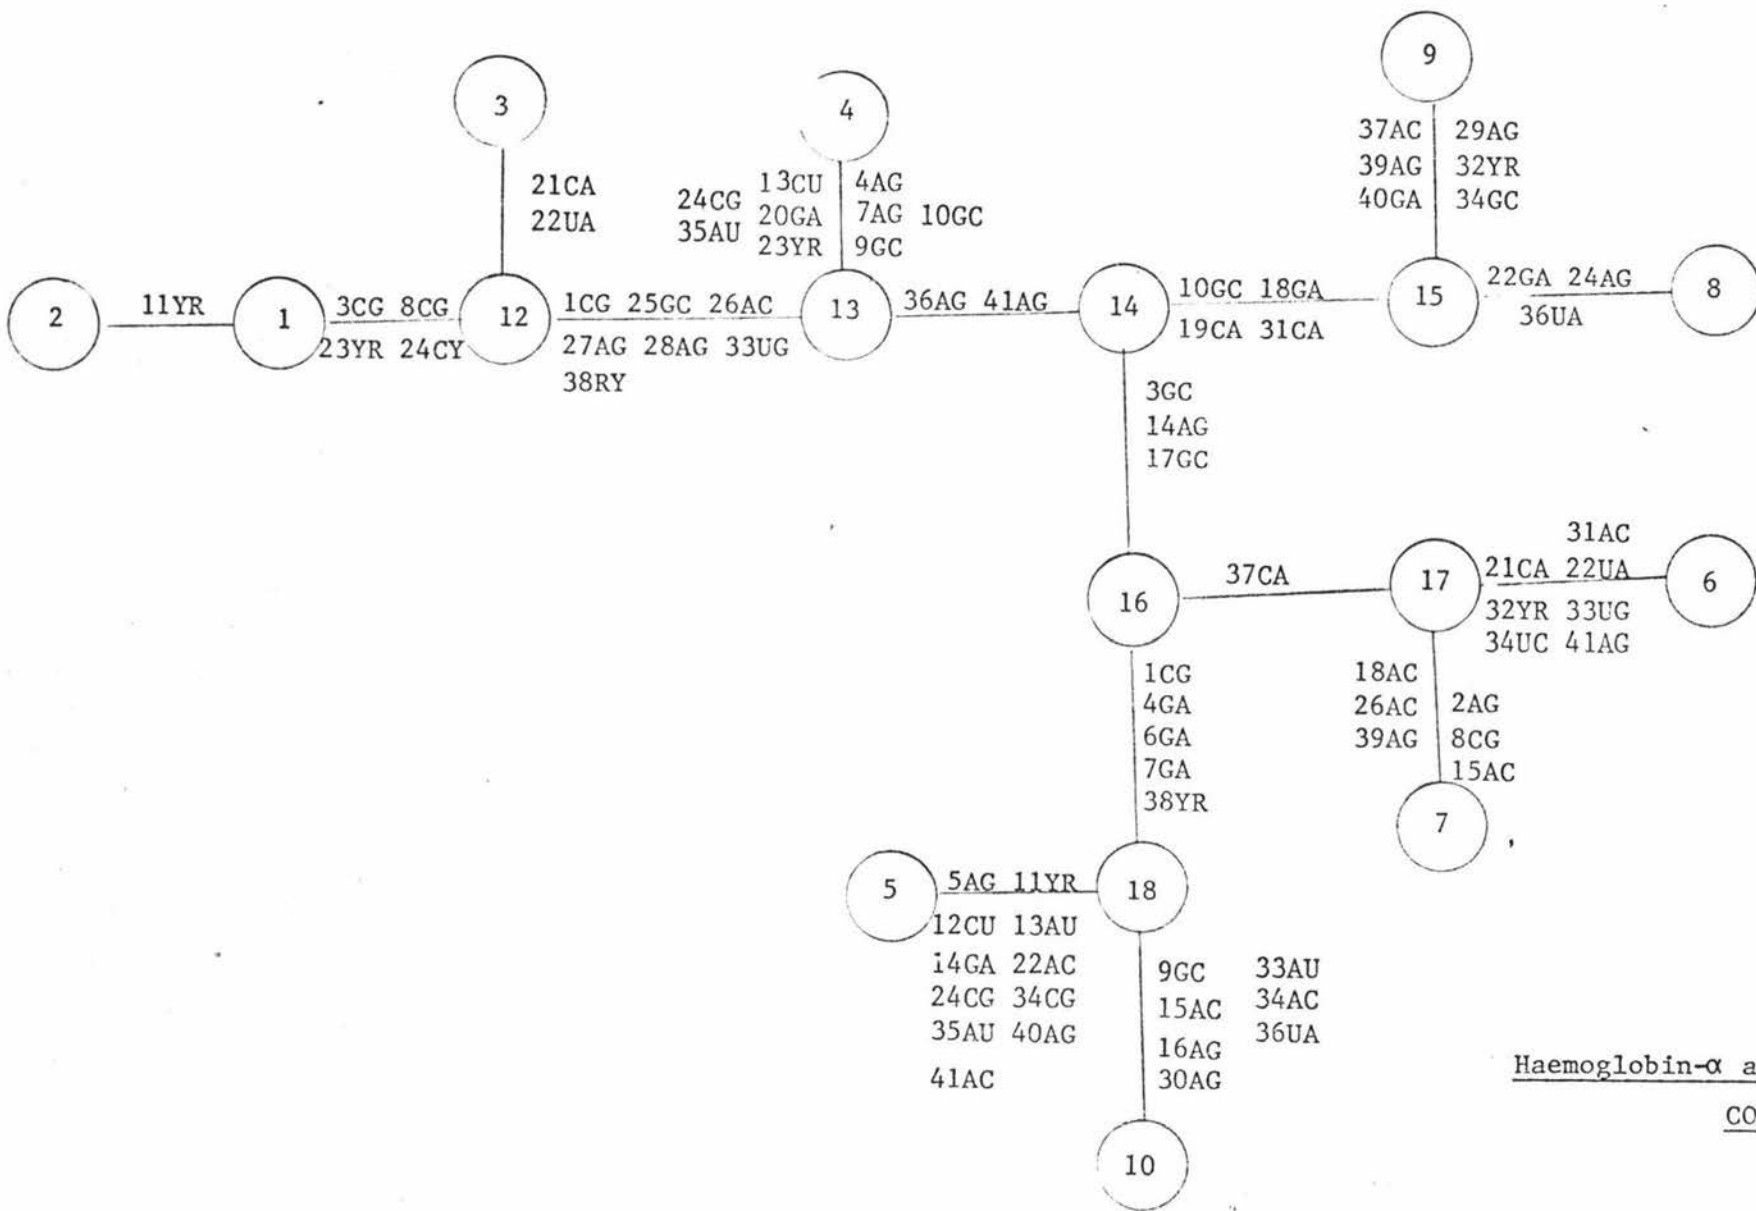 9
3
4
37AC 29AG
39AG 32YR
40GA 34GC
21CA
22UA
24CG 13CU 4AG
35AU 20GA 7AG 10GC
23YR 9GC
2 11YR 1 3CG 8CG 12 1CG 25GC 26AC 13 36AG 41AG 14 10GC 18GA 15 22GA 24AG 8
23YR 24CY 27AG 28AG 33UG 19CA 31CA 36UA
38RY
3GC
14AG
17GC
31AC
16 37CA 17 21CA 22UA 6
32YR 33UG
34UC 41AG
1CG
4GA
6GA
7GA
38YR
18AC
26AC 2AG
39AG 8CG
15AC
7
5 5AG 11YR 18
12CU 13AU
14GA 22AC
24CG 34CG
35AU 40AG
41AC
9GC 33AU
15AC 34AC
16AG 36UA
30AG
10
Haemoglobin-α a
CO